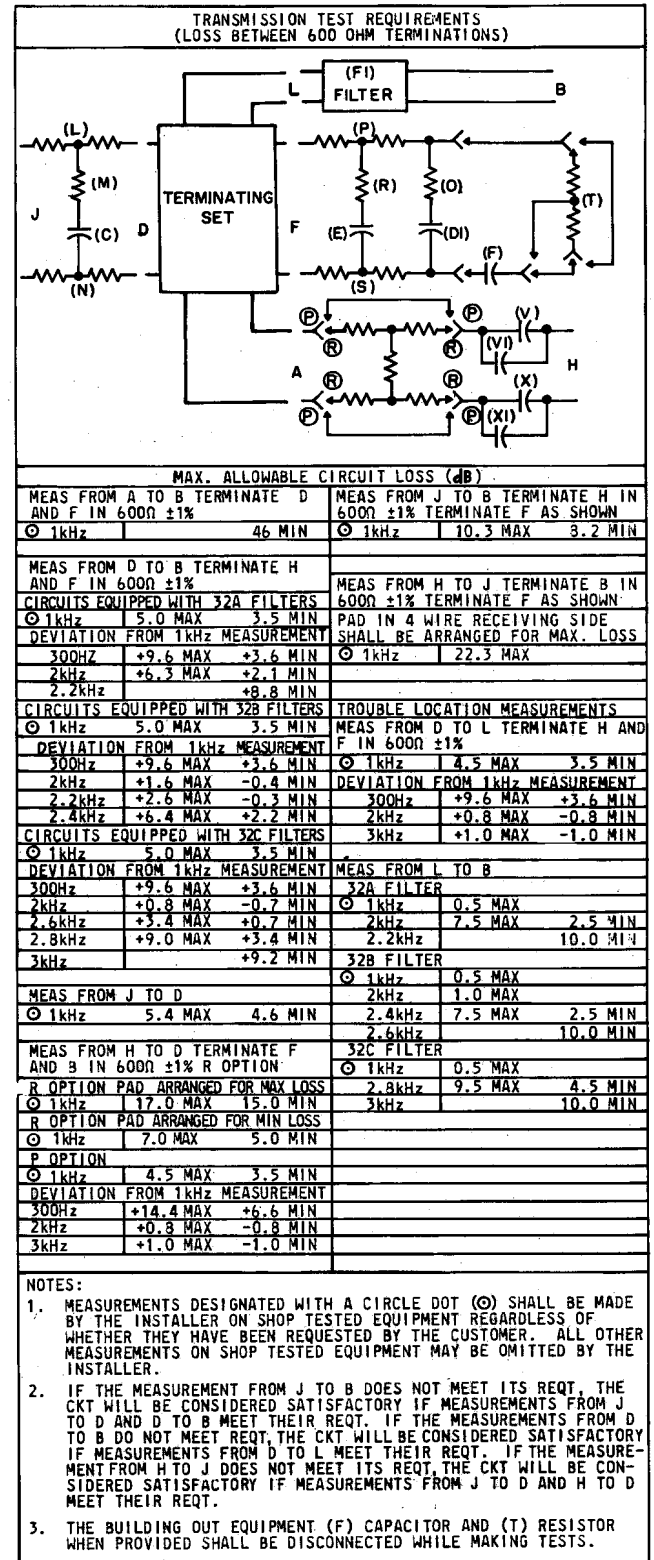 TRANSMISSION TEST REQUIREMENTS
(LOSS BETWEEN 600 OHM TERMINATIONS)
(FI)
FILTER
L
B
(L)
(P)
(M)
(R)
(O)
(T)
TERMINATING
SET
J
(C)
D
F
(E)
(DI)
(F)
(N)
(S)
P
P
(V)
R
R
(VI)
A
H
R
R
(X)
P
P
(XI)
MAX. ALLOWABLE CIRCUIT LOSS (dB)
MEAS FROM A TO B TERMINATE D
AND F IN 600Ω ±1%
⊙ 1kHz 46 MIN
MEAS FROM D TO B TERMINATE H
AND F IN 600Ω ±1%
CIRCUITS EQUIPPED WITH 32A FILTERS
⊙ 1kHz 5.0 MAX 3.5 MIN
DEVIATION FROM 1kHz MEASUREMENT
300HZ +9.6 MAX +3.6 MIN
2kHz +6.3 MAX +2.1 MIN
2.2kHz +8.8 MIN
CIRCUITS EQUIPPED WITH 32B FILTERS
⊙ 1kHz 5.0 MAX 3.5 MIN
DEVIATION FROM 1kHz MEASUREMENT
300Hz +9.6 MAX +3.6 MIN
2kHz +1.6 MAX -0.4 MIN
2.2kHz +2.6 MAX -0.3 MIN
2.4kHz +6.4 MAX +2.2 MIN
CIRCUITS EQUIPPED WITH 32C FILTERS
⊙ 1kHz 5.0 MAX 3.5 MIN
DEVIATION FROM 1kHz MEASUREMENT
300Hz +9.6 MAX +3.6 MIN
2kHz +0.8 MAX -0.7 MIN
2.6kHz +3.4 MAX +0.7 MIN
2.8kHz +9.0 MAX +3.4 MIN
3kHz +9.2 MIN
MEAS FROM J TO D
⊙ 1kHz 5.4 MAX 4.6 MIN
MEAS FROM H TO D TERMINATE F
AND B IN 600Ω ±1% R OPTION
R OPTION PAD ARRANGED FOR MAX LOSS
⊙ 1kHz 17.0 MAX 15.0 MIN
R OPTION PAD ARRANGED FOR MIN LOSS
⊙ 1kHz 7.0 MAX 5.0 MIN
P OPTION
⊙ 1kHz 4.5 MAX 3.5 MIN
DEVIATION FROM 1kHz MEASUREMENT
300Hz +14.4 MAX +6.6 MIN
2kHz +0.8 MAX -0.8 MIN
3kHz +1.0 MAX -1.0 MIN
MEAS FROM J TO B TERMINATE H IN
600Ω ±1% TERMINATE F AS SHOWN
⊙ 1kHz 10.3 MAX 8.2 MIN
MEAS FROM H TO J TERMINATE B IN
600Ω ±1% TERMINATE F AS SHOWN
PAD IN 4 WIRE RECEIVING SIDE
SHALL BE ARRANGED FOR MAX. LOSS
⊙ 1kHz 22.3 MAX
TROUBLE LOCATION MEASUREMENTS
MEAS FROM D TO L TERMINATE H AND
F IN 600Ω ±1%
⊙ 1kHz 4.5 MAX 3.5 MIN
DEVIATION FROM 1kHz MEASUREMENT
300Hz +9.6 MAX +3.6 MIN
2kHz +0.8 MAX -0.8 MIN
3kHz +1.0 MAX -1.0 MIN
MEAS FROM L TO B
32A FILTER
⊙ 1kHz 0.5 MAX
2kHz 7.5 MAX 2.5 MIN
2.2kHz 10.0 MIN
32B FILTER
⊙ 1kHz 0.5 MAX
2kHz 1.0 MAX
2.4kHz 7.5 MAX 2.5 MIN
2.6kHz 10.0 MIN
32C FILTER
⊙ 1kHz 0.5 MAX
2.8kHz 9.5 MAX 4.5 MIN
3kHz 10.0 MIN
NOTES:
1. MEASUREMENTS DESIGNATED WITH A CIRCLE DOT (⊙) SHALL BE MADE
BY THE INSTALLER ON SHOP TESTED EQUIPMENT REGARDLESS OF
WHETHER THEY HAVE BEEN REQUESTED BY THE CUSTOMER. ALL OTHER
MEASUREMENTS ON SHOP TESTED EQUIPMENT MAY BE OMITTED BY THE
INSTALLER.
2. IF THE MEASUREMENT FROM J TO B DOES NOT MEET ITS REQT, THE
CKT WILL BE CONSIDERED SATISFACTORY IF MEASUREMENTS FROM J
TO D AND D TO B MEET THEIR REQT. IF THE MEASUREMENTS FROM D
TO B DO NOT MEET REQT, THE CKT WILL BE CONSIDERED SATISFACTORY
IF MEASUREMENTS FROM D TO L MEET THEIR REQT. IF THE MEASURE-
MENT FROM H TO J DOES NOT MEET ITS REQT, THE CKT WILL BE CON-
SIDERED SATISFACTORY IF MEASUREMENTS FROM J TO D AND H TO D
MEET THEIR REQT.
3. THE BUILDING OUT EQUIPMENT (F) CAPACITOR AND (T) RESISTOR
WHEN PROVIDED SHALL BE DISCONNECTED WHILE MAKING TESTS.